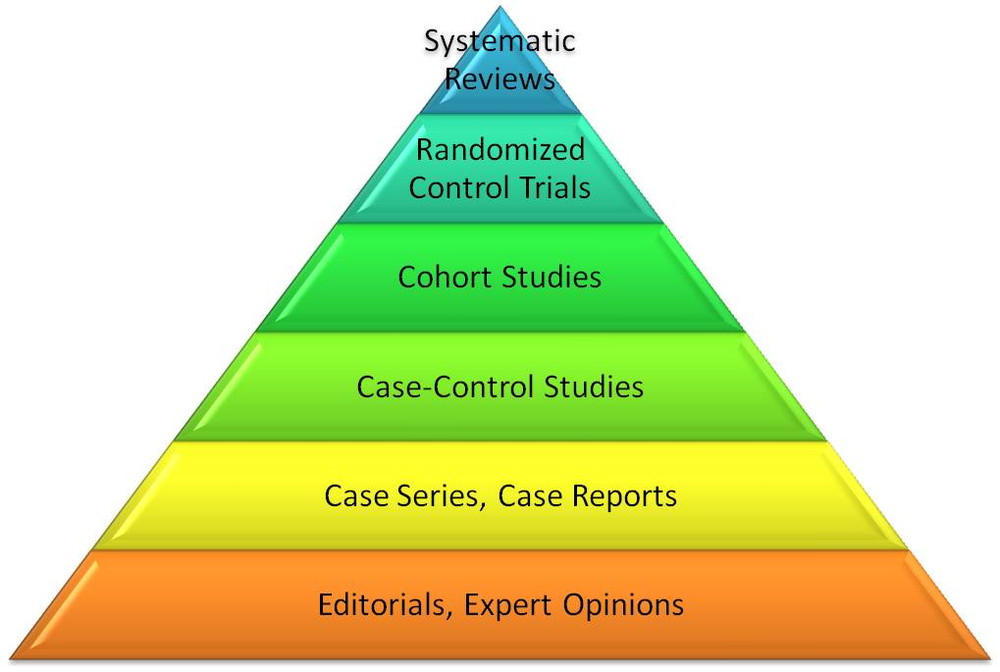 Systematic
Reviews
Randomized
Control Trials
Cohort Studies
Case-Control Studies
Case Series, Case Reports
Editorials, Expert Opinions